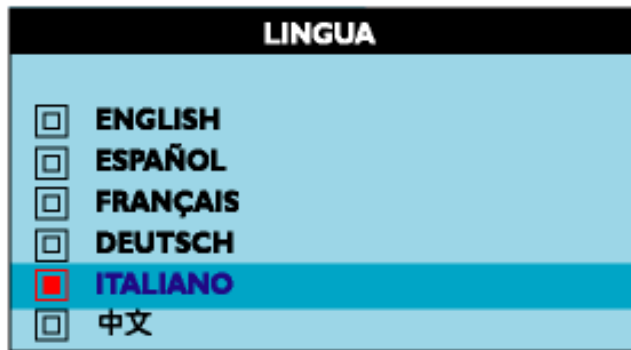 LINGUA
ENGLISH
ESPAÑOL
FRANÇAIS
DEUTSCH
ITALIANO
中文